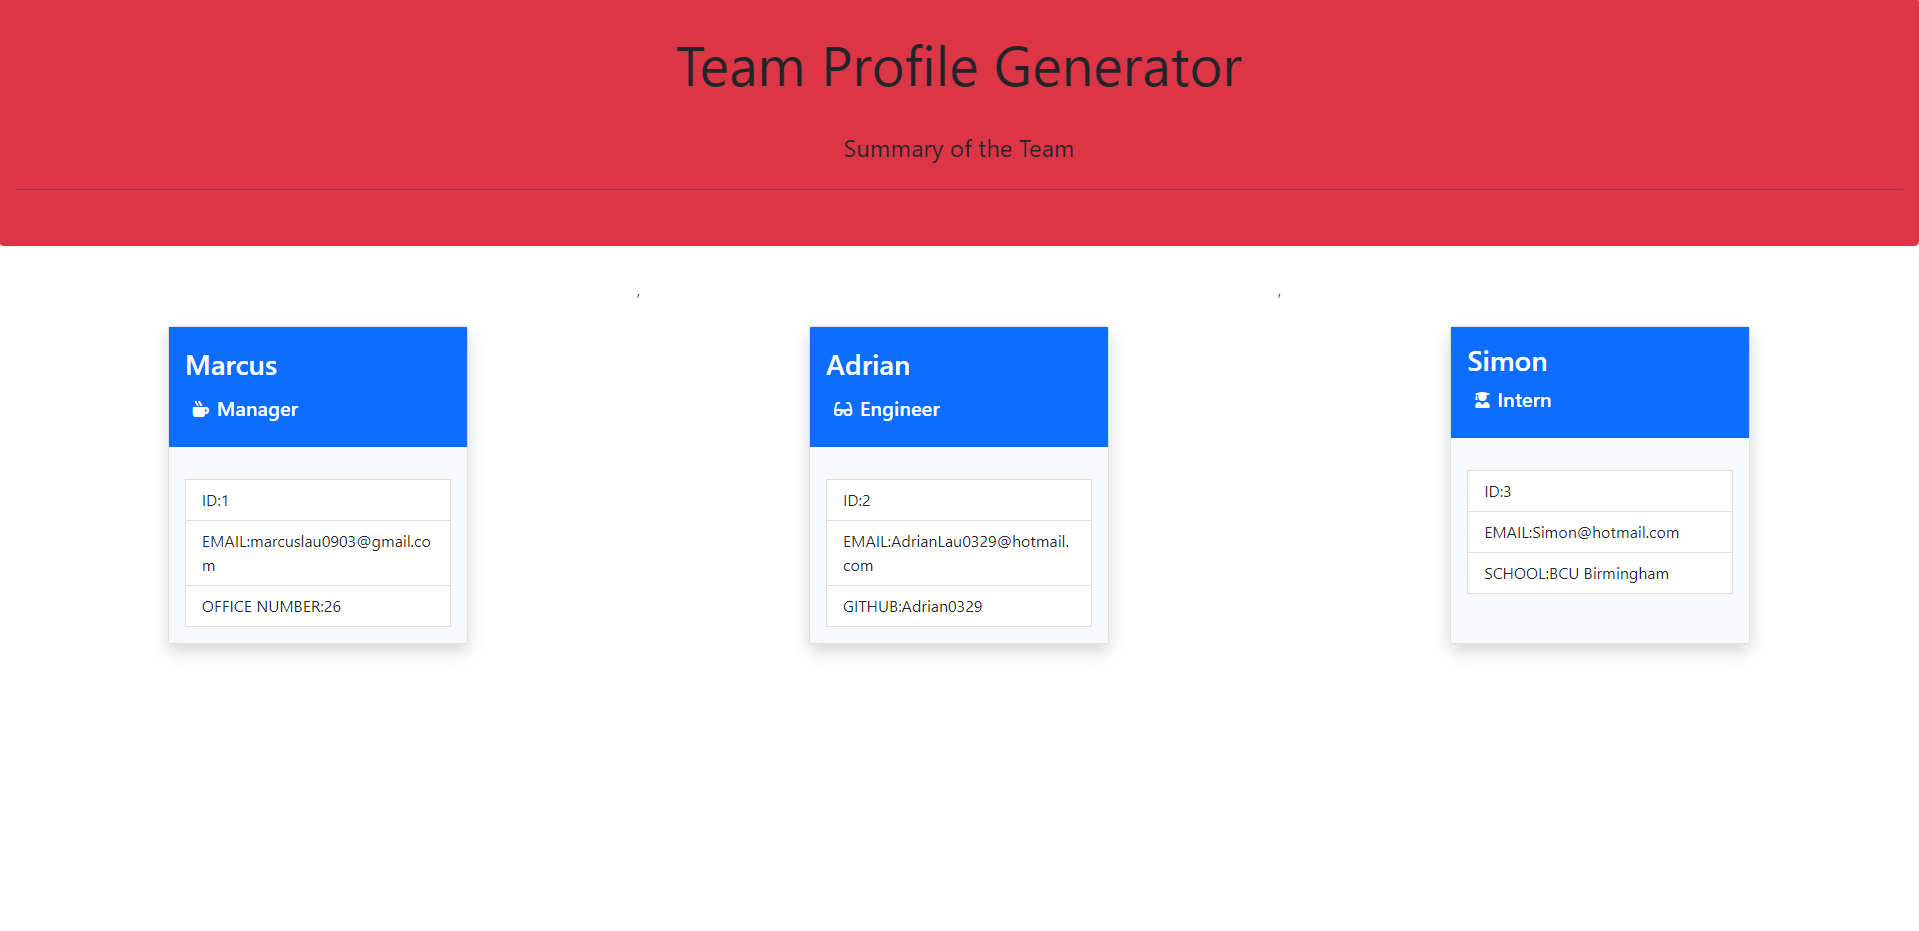 Team Profile Generator
Summary of the Team
,
,
Marcus
Manager
ID:1
EMAIL:marcuslau0903@gmail.co
m
OFFICE NUMBER:26
Adrian
Engineer
ID:2
EMAIL:AdrianLau0329@hotmail.
com
GITHUB:Adrian0329
Simon
Intern
ID:3
EMAIL:Simon@hotmail.com
SCHOOL:BCU Birmingham